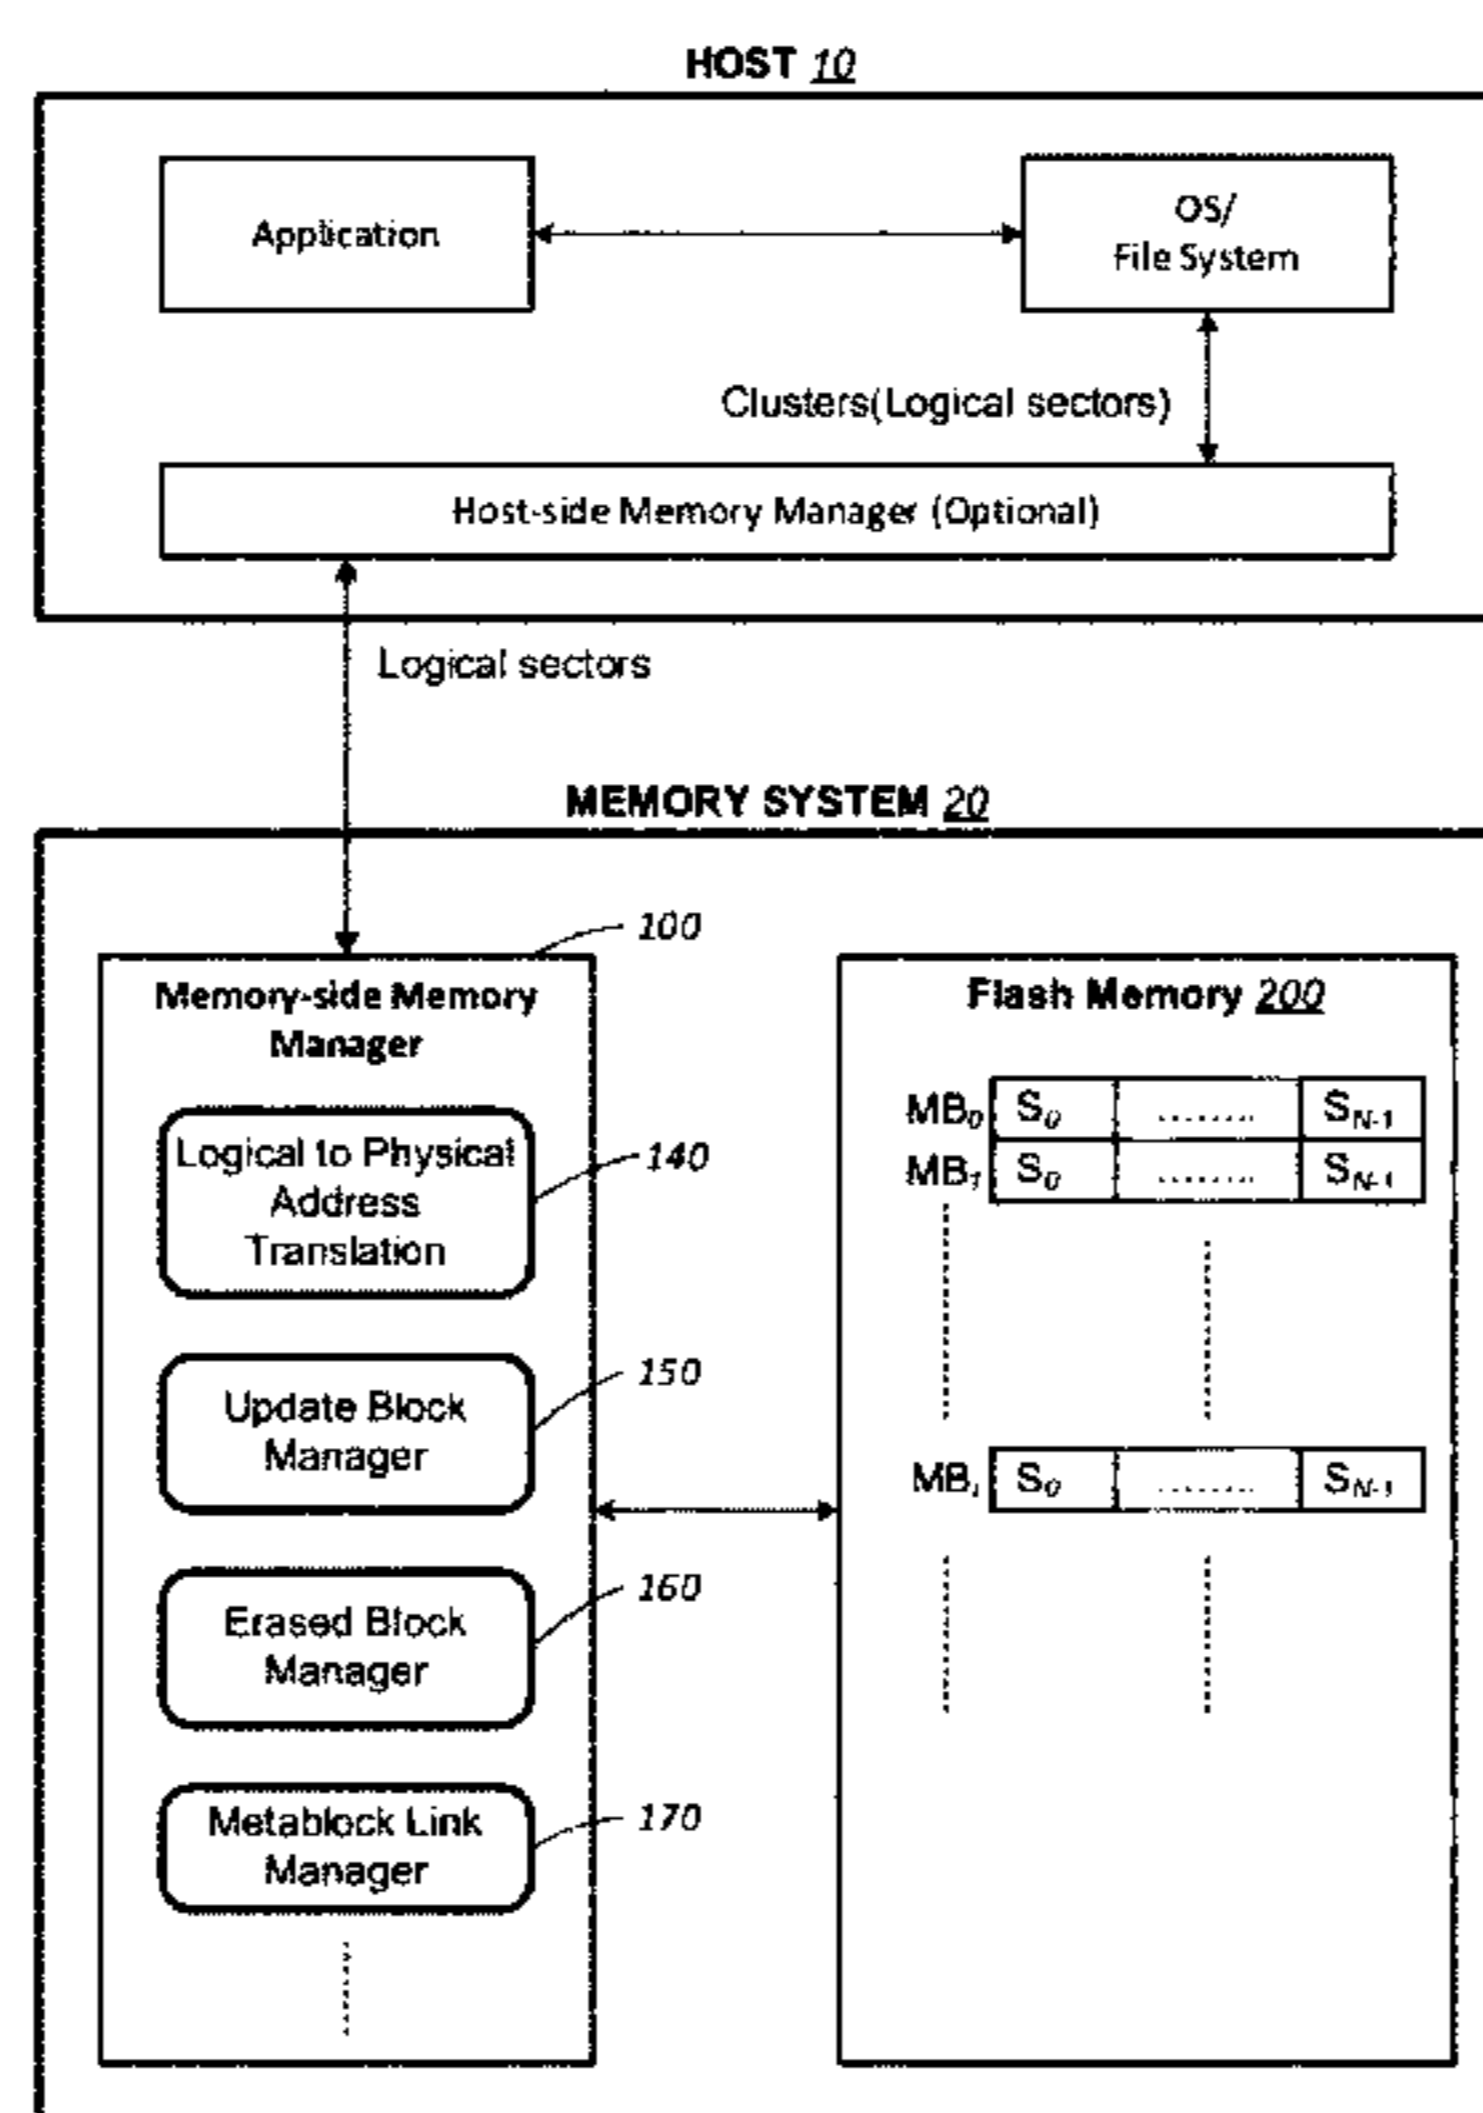 HOST 10
Application
OS/
File System
Clusters(Logical sectors)
Host-side Memory Manager (Optional)
Logical sectors
MEMORY SYSTEM 20
100
Memory-side Memory
Manager
Logical to Physical
Address
Translation
140
Update Block
Manager
150
Erased Block
Manager
160
Metablock Link
Manager
170
Flash Memory 200
MB0 S0 ........ SN-1
MB1 S0 ........ SN-1
MBi S0 ........ SN-1